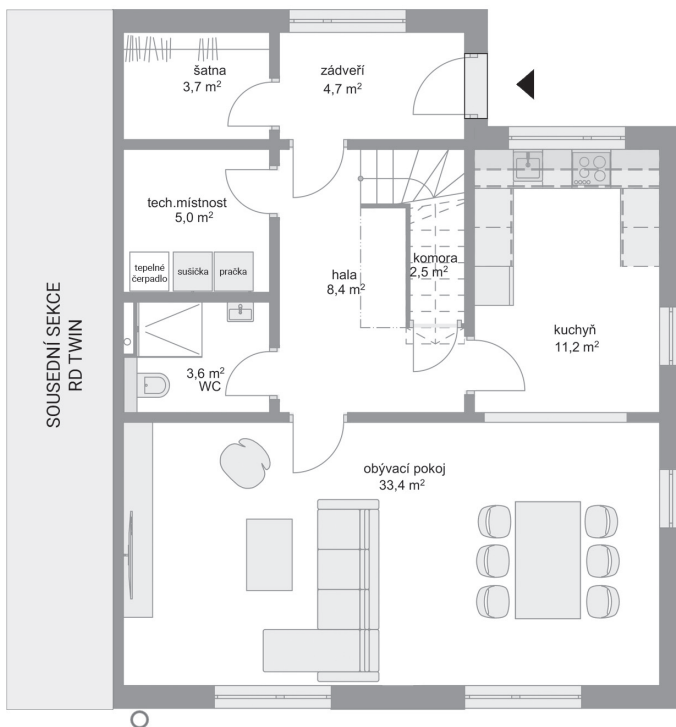 šatna
3,7 m²
zádveří
4,7 m²
tech.místnost
5,0 m²
tepelné
čerpadlo
sušička
pračka
hala
8,4 m²
komora
2,5 m²
kuchyň
11,2 m²
3,6 m²
WC
obývací pokoj
33,4 m²
SOUSEDNÍ SEKCE
RD TWIN